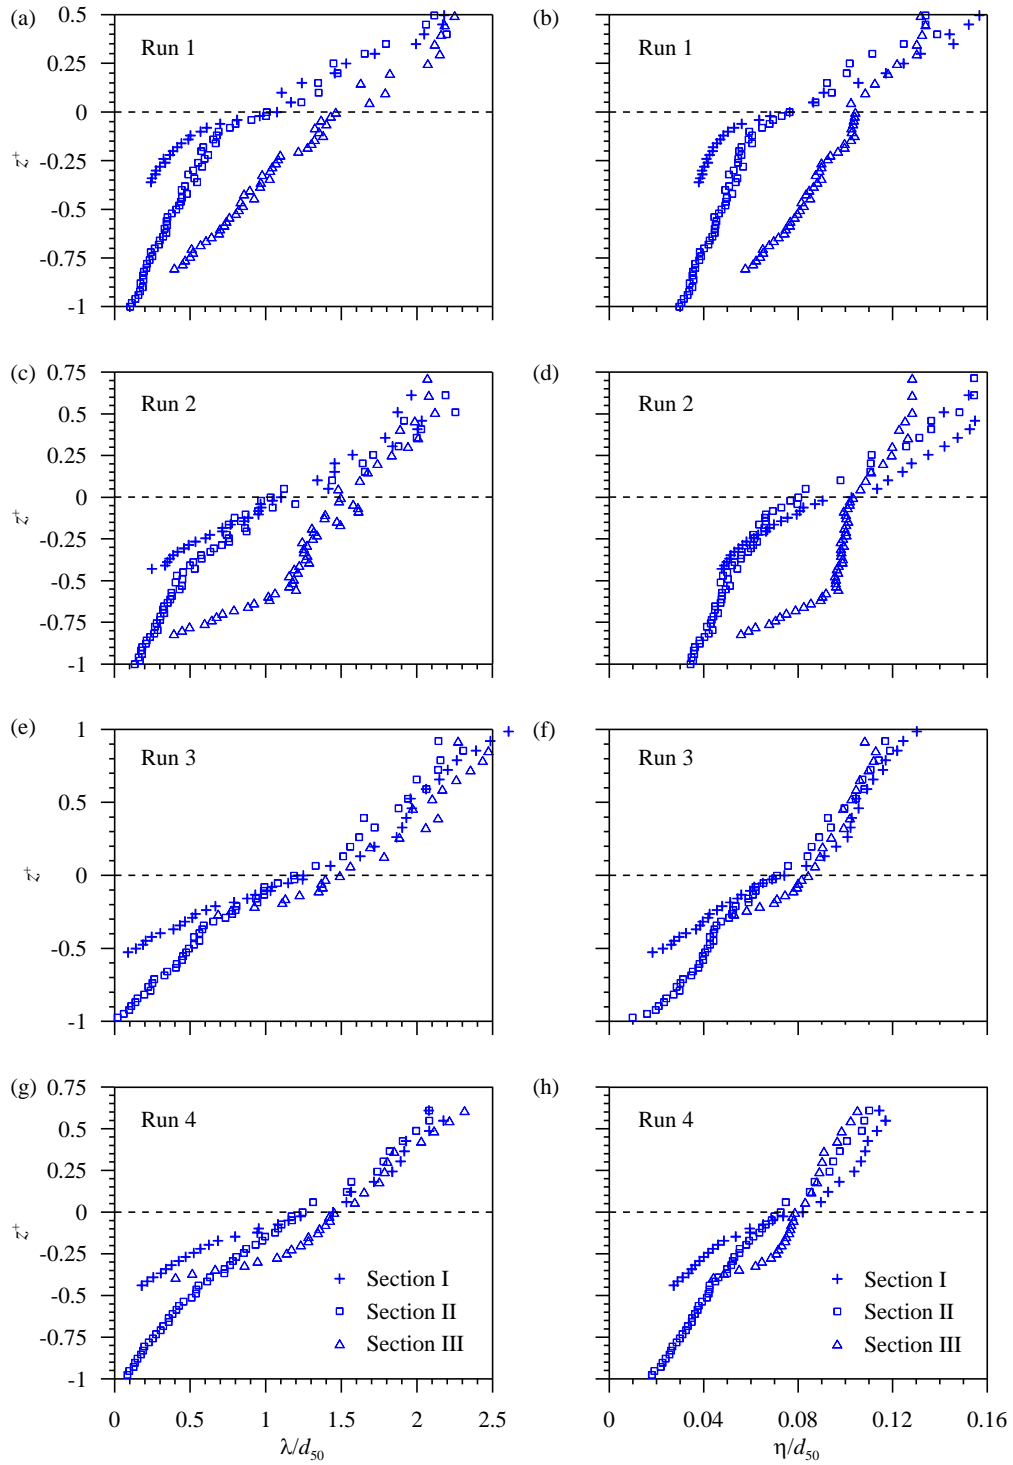 (a)
0.5
0.25
0
-0.25
-0.5
-0.75
-1
z+
Run 1
(b)
Run 1
(c)
0.75
0.5
0.25
0
-0.25
-0.5
-0.75
-1
z+
Run 2
(d)
Run 2
(e)
1
0.5
0
-0.5
-1
z+
Run 3
(f)
Run 3
(g)
0.75
0.5
0.25
0
-0.25
-0.5
-0.75
-1
z+
Run 4
Section I
Section II
Section III
0 0.5 1 1.5 2 2.5
λ/d50
(h)
Run 4
Section I
Section II
Section III
0 0.04 0.08 0.12 0.16
η/d50